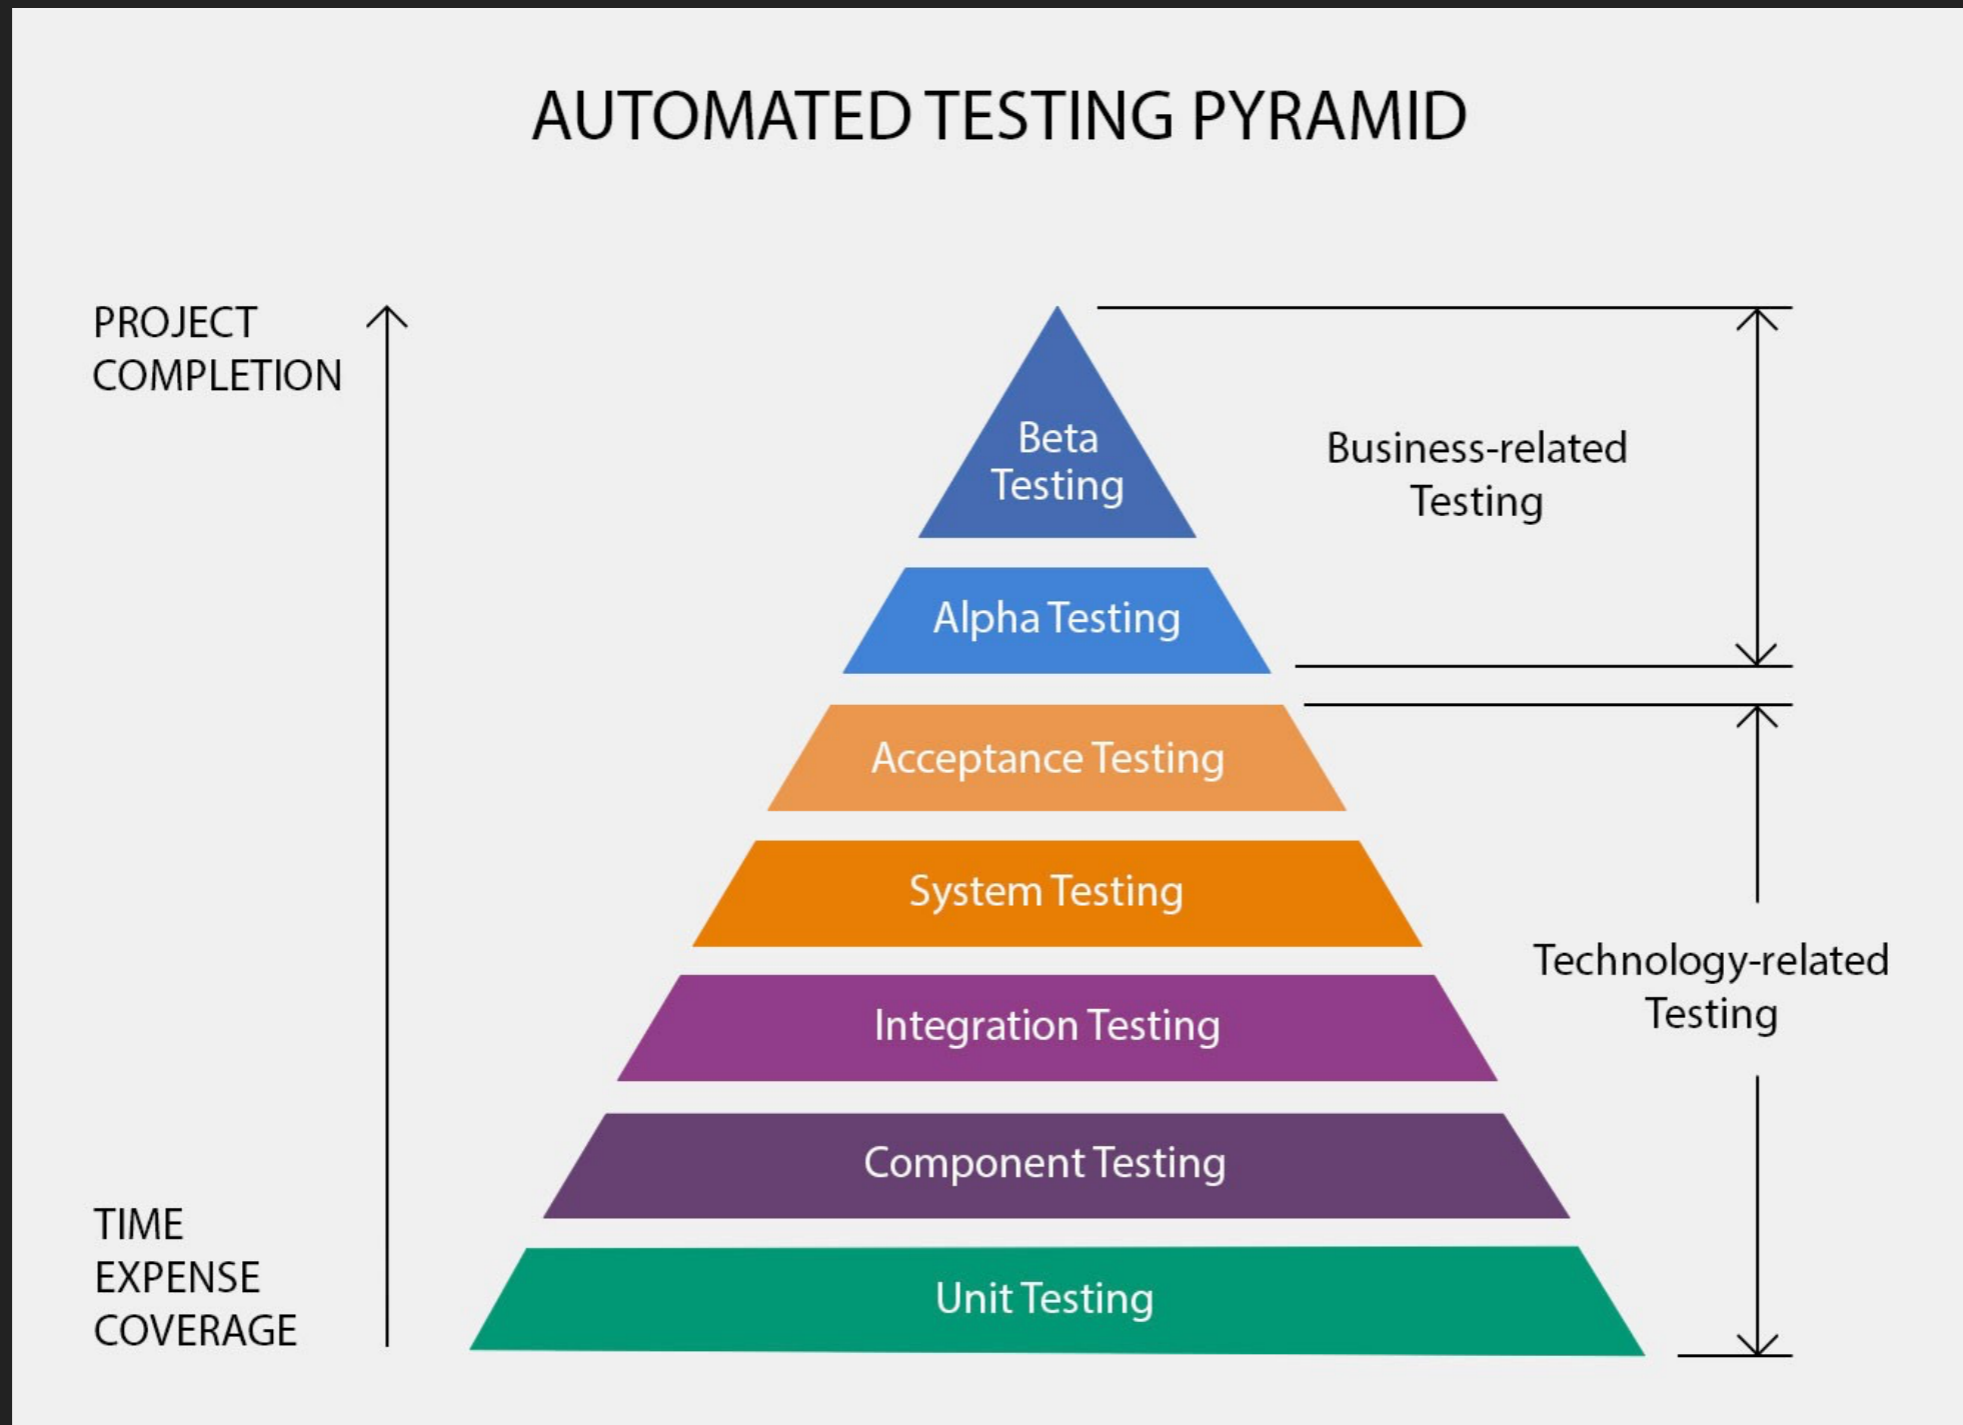 AUTOMATED TESTING PYRAMID
PROJECT
COMPLETION
Beta
Testing
Business-related
Testing
Alpha Testing
Acceptance Testing
System Testing
Technology-related
Testing
Integration Testing
Component Testing
TIME
EXPENSE
COVERAGE
Unit Testing